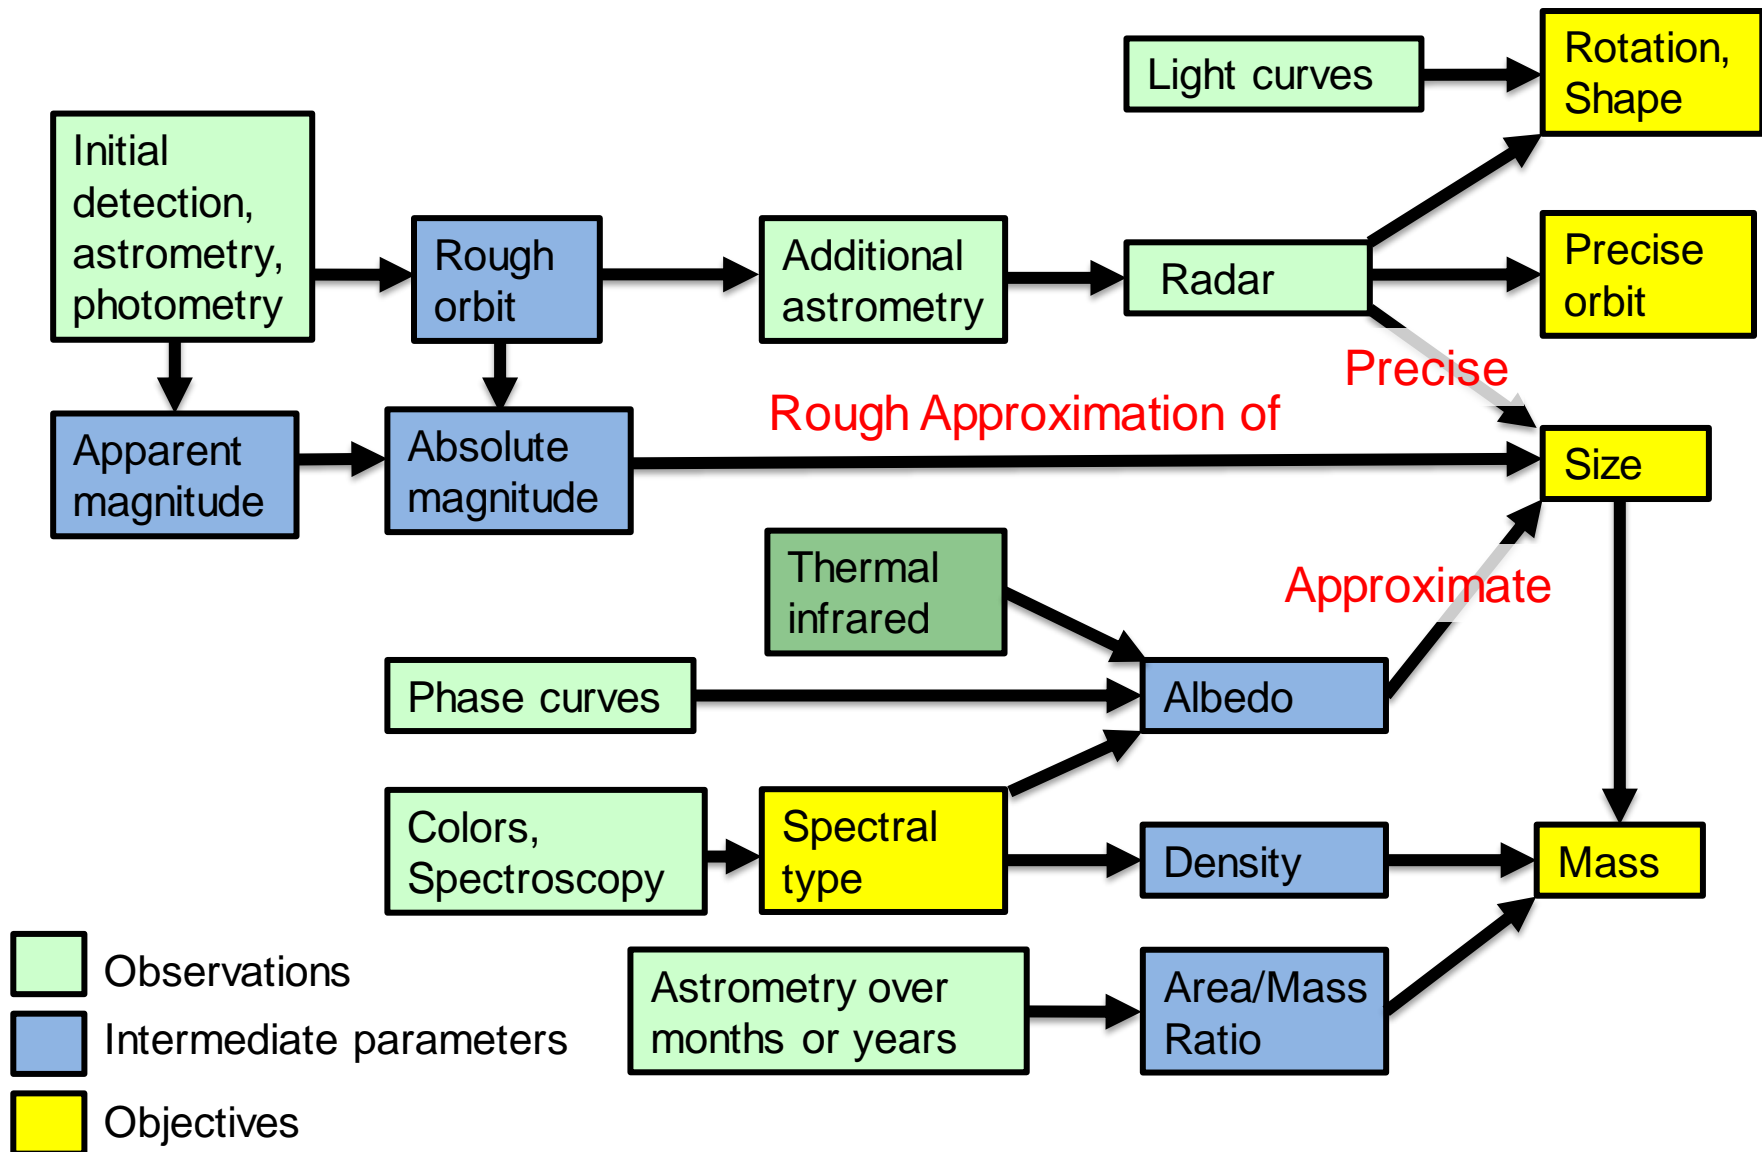 Light curves
Rotation,
Shape
Initial
detection,
astrometry,
photometry
Rough
orbit
Additional
astrometry
Radar
Precise
orbit
Precise
Rough Approximation of
Apparent
magnitude
Absolute
magnitude
Size
Thermal
infrared
Approximate
Phase curves
Albedo
Colors,
Spectroscopy
Spectral
type
Density
Mass
Astrometry over
months or years
Area/Mass
Ratio
Observations
Intermediate parameters
Objectives